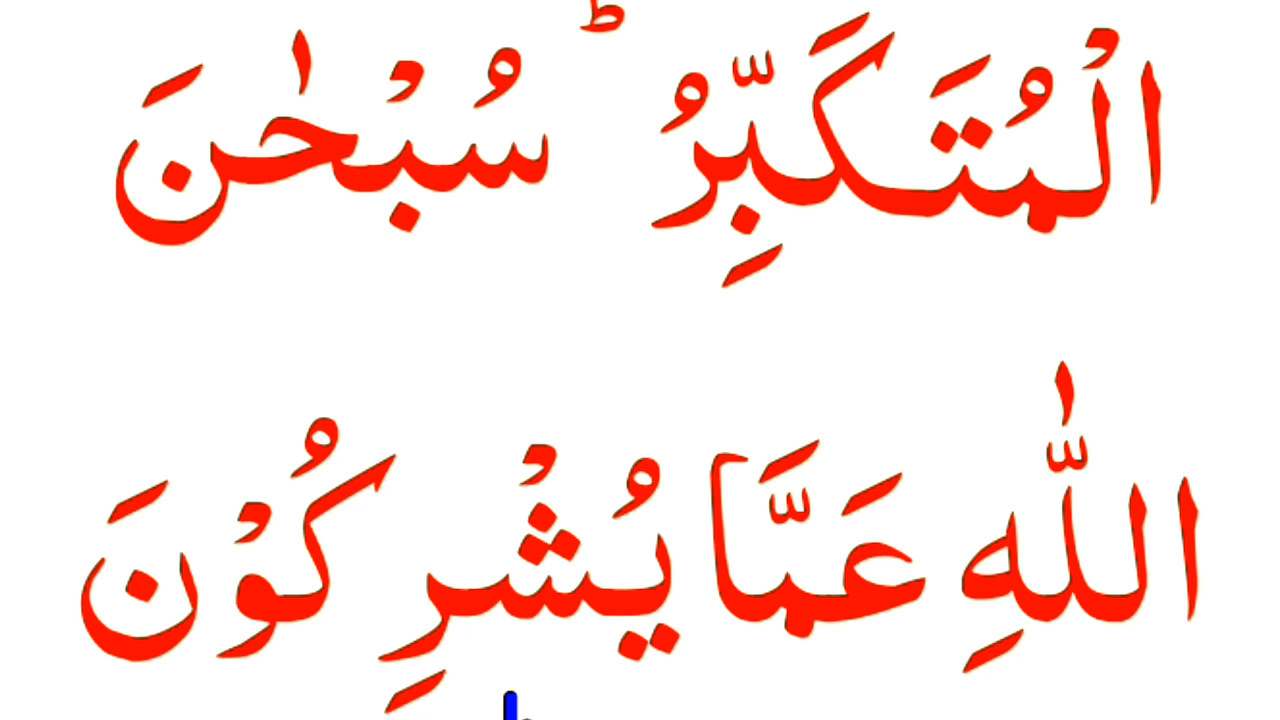 الْمُتَكَبِّرُ ؕ سُبْحٰنَ
اللّٰهِ عَمَّا يُشْرِكُوْنَ